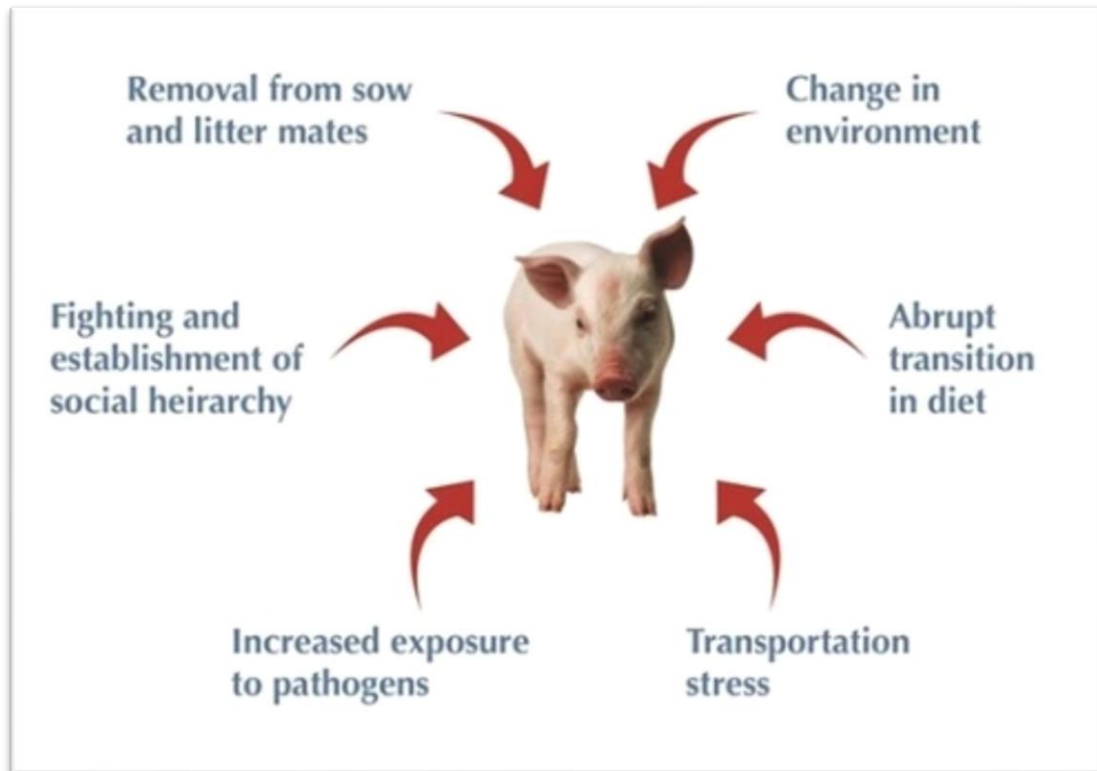 Removal from sow
and litter mates
Change in
environment
Fighting and
establishment of
social heirarchy
Abrupt
transition
in diet
Increased exposure
to pathogens
Transportation
stress